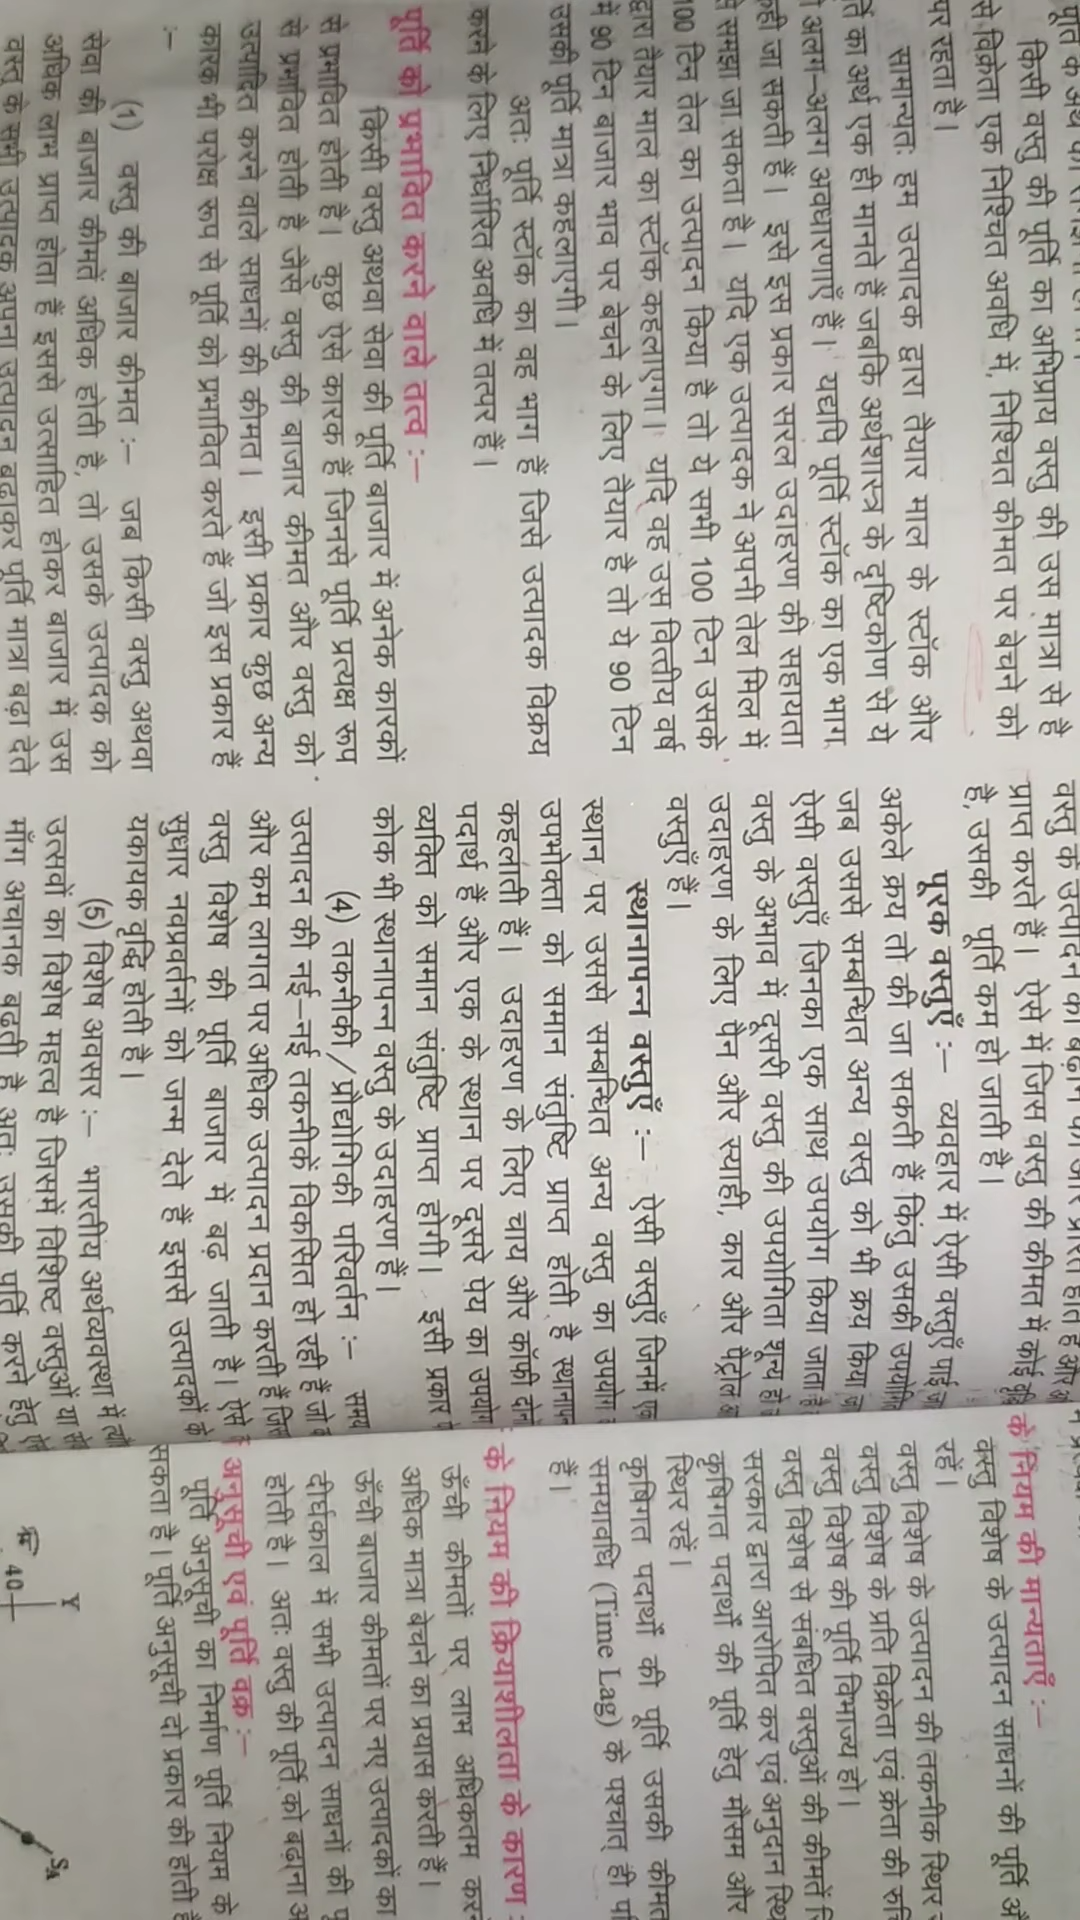 किसी वस्तु की पूर्ति का अभिप्राय वस्तु की उस मात्रा से है
से विक्रेता एक निश्चित अवधि में, निश्चित कीमत पर बेचने को
पर रहता है।
सामान्यतः हम उत्पादक द्वारा तैयार माल के स्टॉक और
का अर्थ एक ही मानते हैं जबकि अर्थशास्त्र के दृष्टिकोण से ये
अलग–अलग अवधारणाएँ हैं। यद्यपि पूर्ति स्टॉक का एक भाग
कही जा सकती है। इसे इस प्रकार सरल उदाहरण की सहायता
समझा जा सकता है। यदि एक उत्पादक ने अपनी तेल मिल में
100 टिन तेल का उत्पादन किया है तो ये सभी 100 टिन उसके
द्वारा तैयार माल का स्टॉक कहलाएगा। यदि वह उस वित्तीय वर्ष
में 90 टिन बाजार भाव पर बेचने के लिए तैयार है तो ये 90 टिन
उसकी पूर्ति मात्रा कहलाएगी।
अतः पूर्ति स्टॉक का वह भाग है जिसे उत्पादक विक्रय
करने के लिए निर्धारित अवधि में तत्पर है।
पूर्ति को प्रभावित करने वाले तत्व :–
किसी वस्तु अथवा सेवा की पूर्ति बाजार में अनेक कारकों
से प्रभावित होती है। कुछ ऐसे कारक हैं जिनसे पूर्ति प्रत्यक्ष रूप
से प्रभावित होती है जैसे वस्तु की बाजार कीमत और वस्तु को
उत्पादित करने वाले साधनों की कीमत। इसी प्रकार कुछ अन्य
कारक भी परोक्ष रूप से पूर्ति को प्रभावित करते हैं जो इस प्रकार हैं
:–
(1) वस्तु की बाजार कीमत :– जब किसी वस्तु अथवा
सेवा की बाजार कीमतें अधिक होती है, तो उसके उत्पादक को
अधिक लाभ प्राप्त होता है इससे उत्साहित होकर बाजार में उस
वस्तु के सभी उत्पादक अपना उत्पादन बढ़ाकर पूर्ति मात्रा बढ़ा देते
प्राप्त करते हैं। ऐसे में जिस वस्तु की कीमत में कोई
है, उसकी पूर्ति कम हो जाती है।
पूरक वस्तुएँ :– व्यवहार में ऐसी वस्तुएँ पाई
अकेले क्रय तो की जा सकती हैं किंतु उसकी
जब उससे सम्बन्धित अन्य वस्तु को भी क्रय किया
ऐसी वस्तुएँ जिनका एक साथ उपयोग किया जाता
वस्तु के अभाव में दूसरी वस्तु की उपयोगिता शून्य
उदाहरण के लिए पैन और स्याही, कार और पैट्रोल
वस्तुएँ हैं।
स्थानापन्न वस्तुएँ :– ऐसी वस्तुएँ जिनमें
स्थान पर उससे सम्बन्धित अन्य वस्तु का उपयोग
उपभोक्ता को समान संतुष्टि प्राप्त होती है
कहलाती हैं। उदाहरण के लिए चाय और कॉफी
पदार्थ हैं और एक के स्थान पर दूसरे पेय का उपयोग
व्यक्ति को समान संतुष्टि प्राप्त होगी। इसी प्रकार
कोक भी स्थानापन्न वस्तु के उदाहरण हैं।
(4) तकनीकी/प्रौद्योगिकी परिवर्तन :– समय
उत्पादन की नई–नई तकनीकें विकसित हो रही हैं जो
और कम लागत पर अधिक उत्पादन प्रदान करती हैं
वस्तु विशेष की पूर्ति बाजार में बढ़ जाती है। ऐसे
सुधार नवप्रवर्तनों को जन्म देते हैं इससे उत्पादकों
यकायक वृद्धि होती है।
(5) विशेष अवसर :– भारतीय अर्थव्यवस्था में
उत्सवों का विशेष महत्व है जिसमें विशिष्ट वस्तुओं
माँग अचानक बढ़ती है अतः उसकी पूर्ति करने हेतु
के नियम की मान्यताएँ :–
वस्तु विशेष के उत्पादन साधनों की पूर्ति
रहें।
वस्तु विशेष के उत्पादन की तकनीक स्थिर
वस्तु विशेष के प्रति विक्रेता एवं क्रेता की
वस्तु विशेष की पूर्ति विभाज्य हो।
वस्तु विशेष से संबंधित वस्तुओं की कीमतें
सरकार द्वारा आरोपित कर एवं अनुदान
कृषिगत पदार्थों की पूर्ति हेतु मौसम और
स्थिर रहें।
कृषिगत पदार्थों की पूर्ति उसकी कीमत
समयावधि (Time Lag) के पश्चात् ही
हैं।
के नियम की क्रियाशीलता के कारण
ऊँची कीमतों पर लाभ अधिकतम
अधिक मात्रा बेचने का प्रयास करती हैं।
ऊँची बाजार कीमतों पर नए उत्पादकों का
दीर्घकाल में सभी उत्पादन साधनों की
होती है। अतः वस्तु की पूर्ति को बढ़ाना
अनुसूची एवं पूर्ति वक्र :–
पूर्ति अनुसूची का निर्माण पूर्ति नियम के
सकता है। पूर्ति अनुसूची दो प्रकार की होती
Y
40